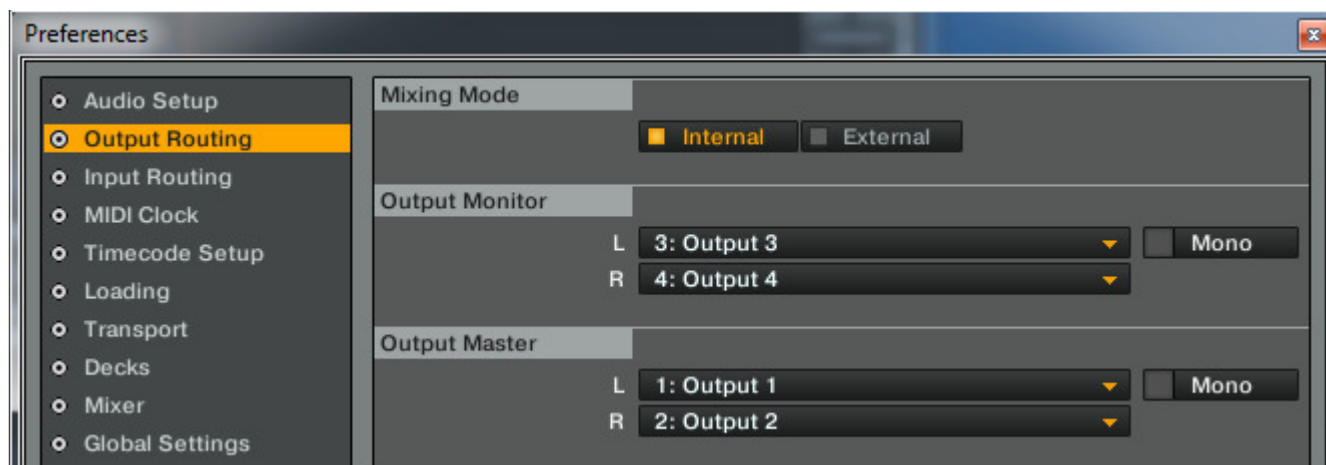 Preferences
Audio Setup
Output Routing
Input Routing
MIDI Clock
Timecode Setup
Loading
Transport
Decks
Mixer
Global Settings
Mixing Mode
Internal External
Output Monitor
L 3: Output 3 Mono
R 4: Output 4
Output Master
L 1: Output 1 Mono
R 2: Output 2